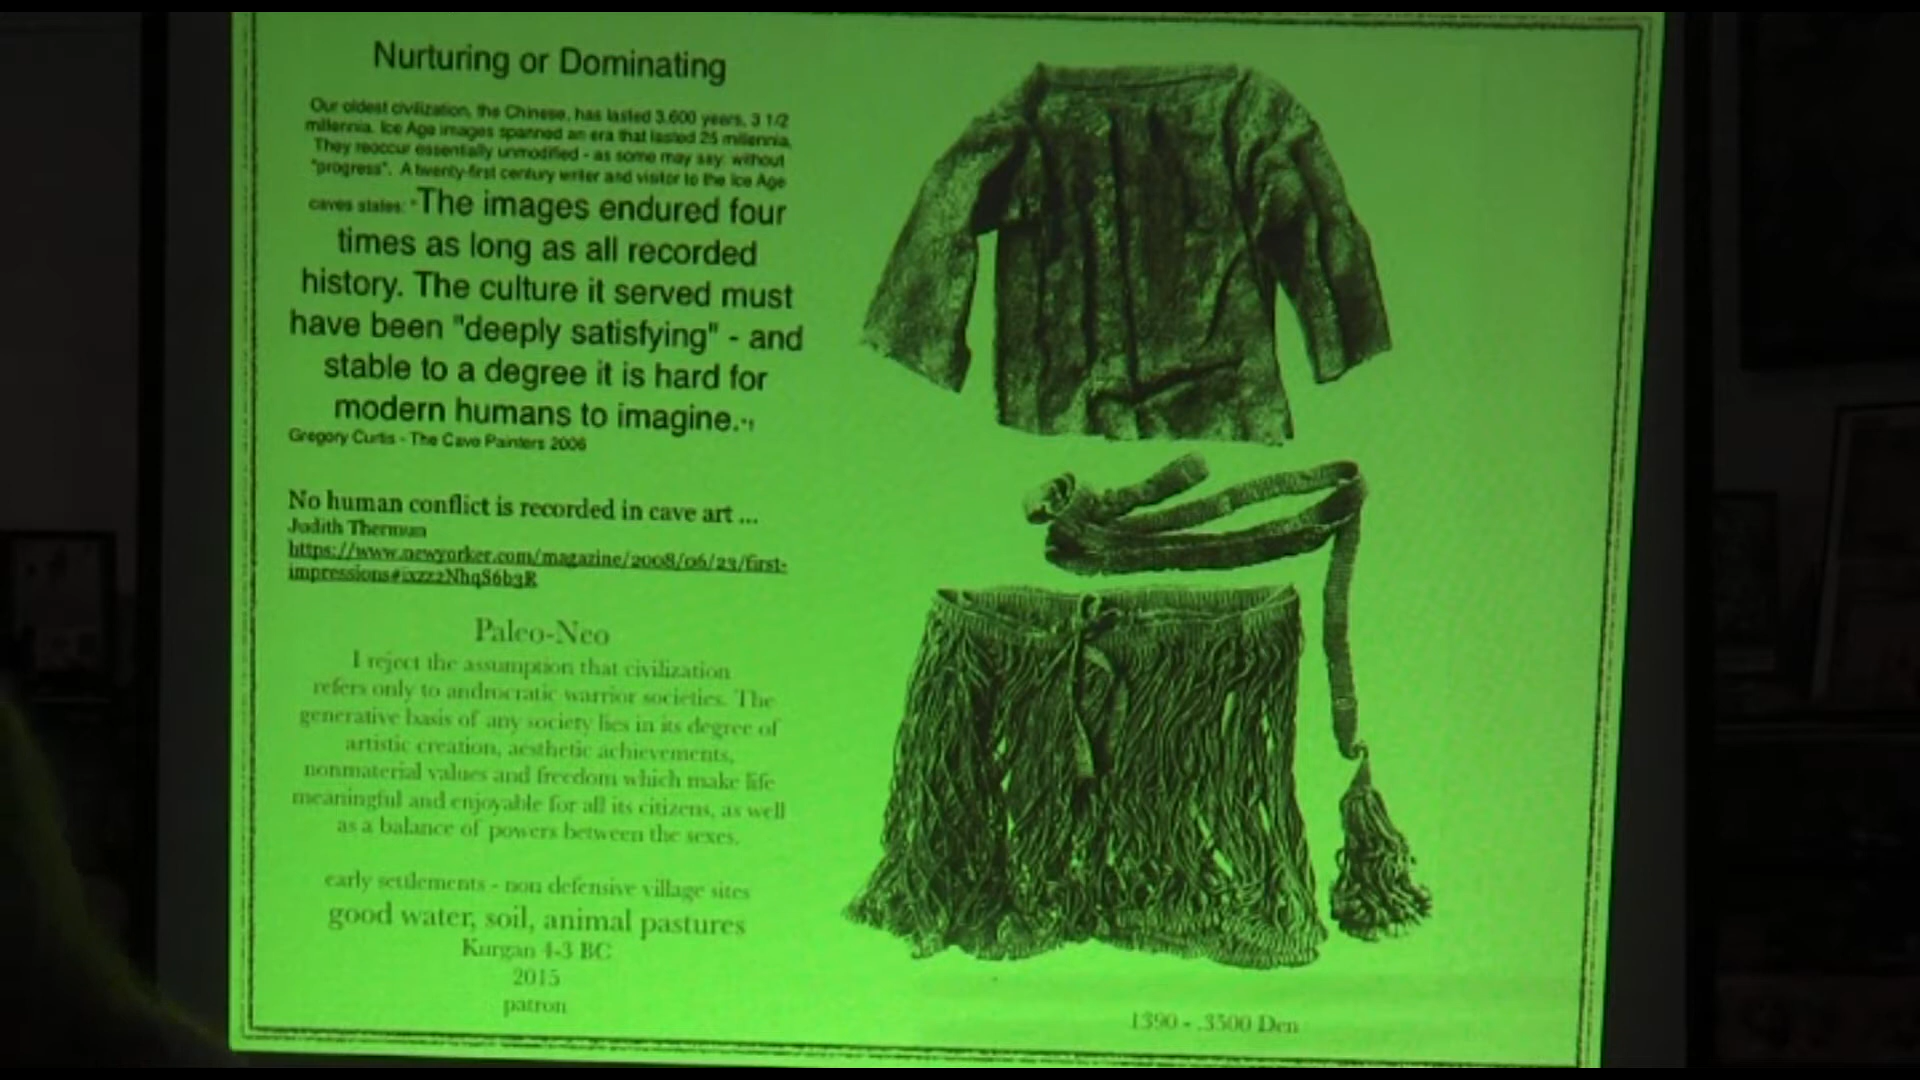 Nurturing or Dominating
Our oldest civilization, the Chinese, has lasted 3.600 years, 3 1/2
millennia. Ice Age images spanned an era that lasted 25 millennia.
They reoccur essentially unmodified - as some may say: without
"progress". A twenty-first century writer and visitor to the Ice Age
caves states: "The images endured four
times as long as all recorded
history. The culture it served must
have been "deeply satisfying" - and
stable to a degree it is hard for
modern humans to imagine."1
Gregory Curtis - The Cave Painters 2006
No human conflict is recorded in cave art ...
Judith Thermun
https://www.newyorker.com/magazine/2008/06/23/first-
impressions#ixzz2NhqS6b3R
Paleo-Neo
I reject the assumption that civilization
refers only to androcratic warrior societies. The
generative basis of any society lies in its degree of
artistic creation, aesthetic achievements,
nonmaterial values and freedom which make life
meaningful and enjoyable for all its citizens, as well
as a balance of powers between the sexes.
early settlements - non defensive village sites
good water, soil, animal pastures
Kurgan 4-3 BC
2015
patron
1390 - .3500 Den